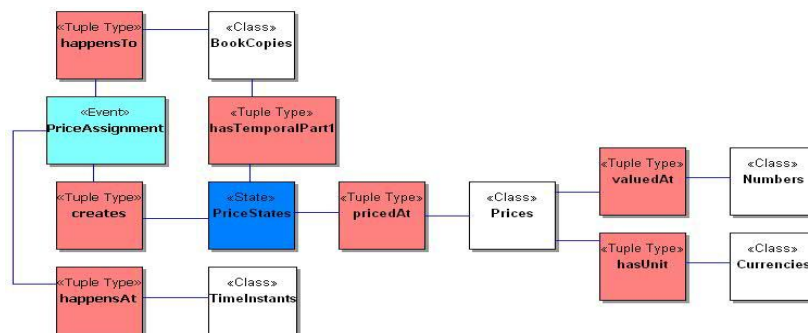 «Tuple Type»
happensTo
«Class»
BookCopies
«Event»
PriceAssignment
«Tuple Type»
hasTemporalPart1
«Tuple Type»
valuedAt
«Class»
Numbers
«Tuple Type»
creates
«State»
PriceStates
«Tuple Type»
pricedAt
«Class»
Prices
«Tuple Type»
hasUnit
«Class»
Currencies
«Tuple Type»
happensAt
«Class»
TimeInstants